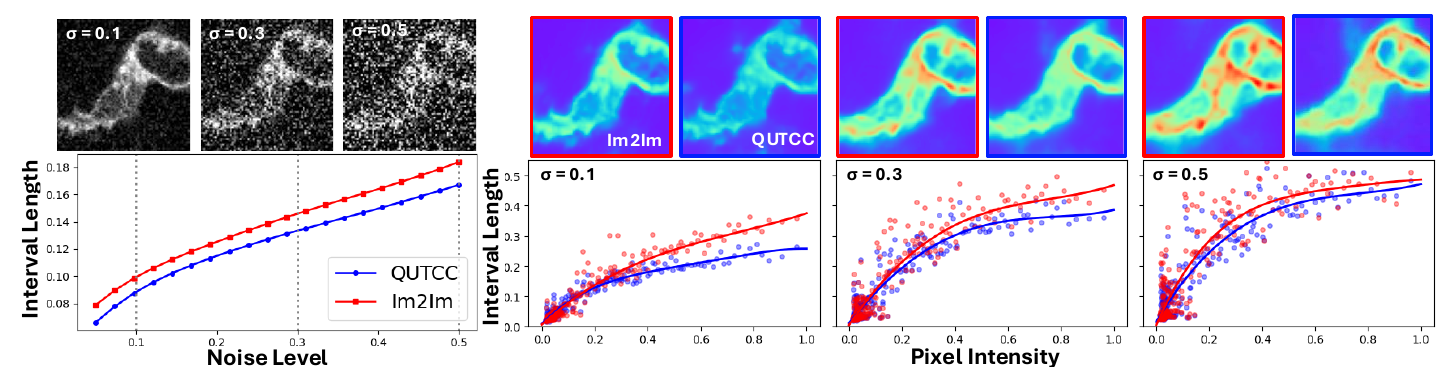 σ = 0.1
σ = 0.3
σ = 0.5
Interval Length
0.18
0.16
0.14
0.12
0.10
0.08
0.1
0.2
0.3
0.4
0.5
Noise Level
QUTCC
Im2Im
Im2Im
QUTCC
Interval Length
0.5
0.4
0.3
0.2
0.1
0.0
σ = 0.1
0.0
0.2
0.4
0.6
0.8
1.0
σ = 0.3
0.0
0.2
0.4
0.6
0.8
1.0
Pixel Intensity
σ = 0.5
0.0
0.2
0.4
0.6
0.8
1.0